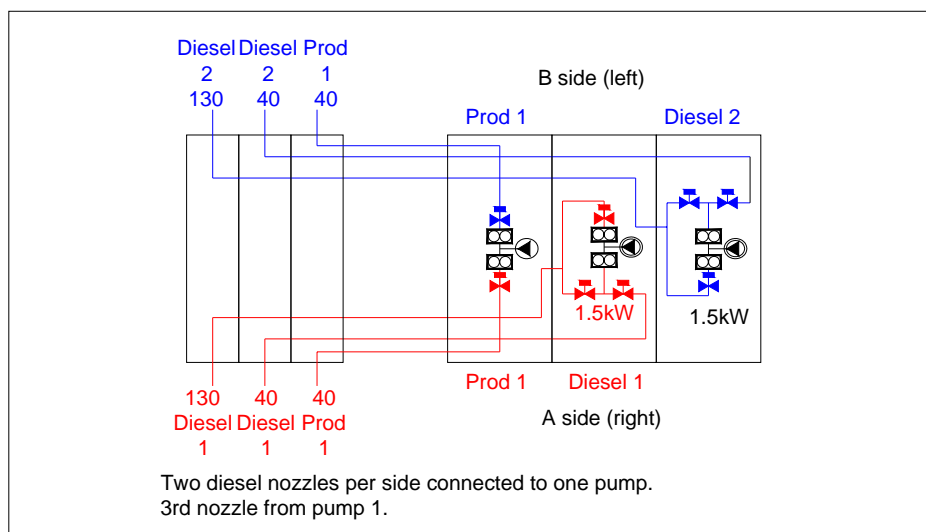 Diesel Diesel Prod
2 2 1
130 40 40
B side (left)
Prod 1 Diesel 2
1.5kW 1.5kW
130 40 40
Diesel Diesel Prod
1 1 1
Prod 1 Diesel 1
A side (right)
Two diesel nozzles per side connected to one pump.
3rd nozzle from pump 1.